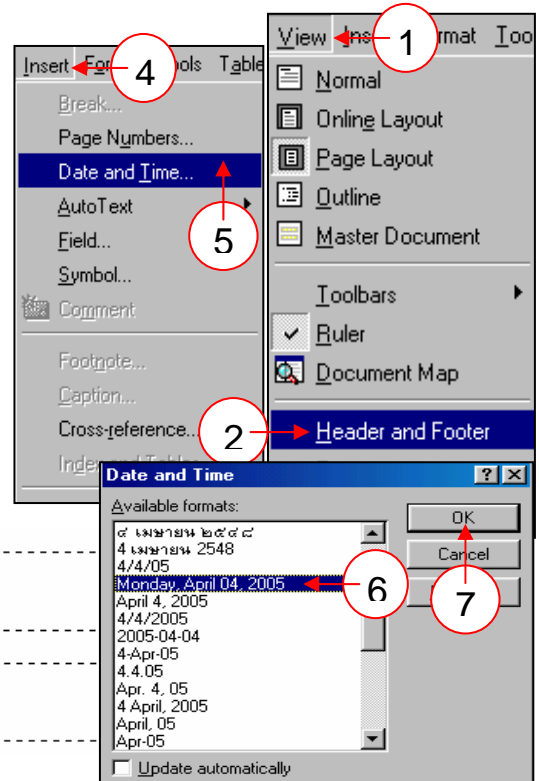 View
1
Too
Normal
Online Layout
Page Layout
Outline
Master Document
Toolbars
Ruler
Document Map
2
Header and Footer
Insert
4
Table
Break...
Page Numbers...
Date and Time...
5
AutoText
Field...
Symbol...
Comment
Footnote...
Caption...
Cross-reference...
Date and Time
Available formats:
๔ เมษายน ๒๕๔๘
4 เมษายน 2548
4/4/05
Monday, April 04, 2005
April 4, 2005
4/4/2005
2005-04-04
4-Apr-05
4.4.05
Apr. 4, 05
4 April, 2005
April, 05
Apr-05
6
OK
Cancel
7
Update automatically